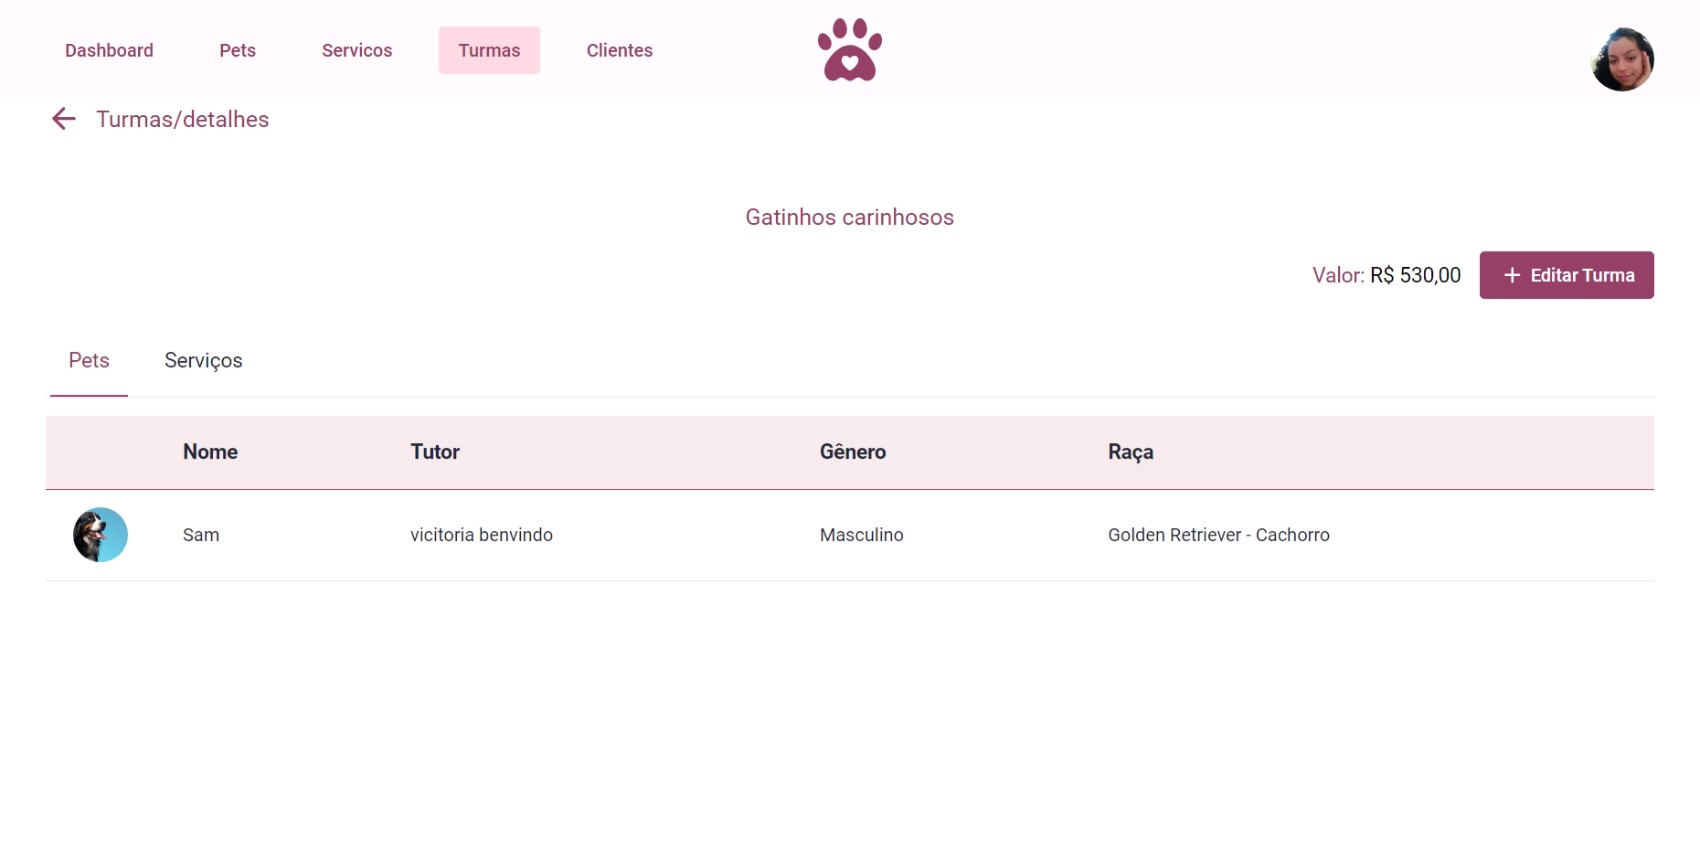 Dashboard Pets Servicos Turmas Clientes
Turmas/detalhes
Gatinhos carinhosos
Valor: R$ 530,00 + Editar Turma
Pets Serviços
Nome Tutor Gênero Raça
Sam vicitoria benvindo Masculino Golden Retriever - Cachorro